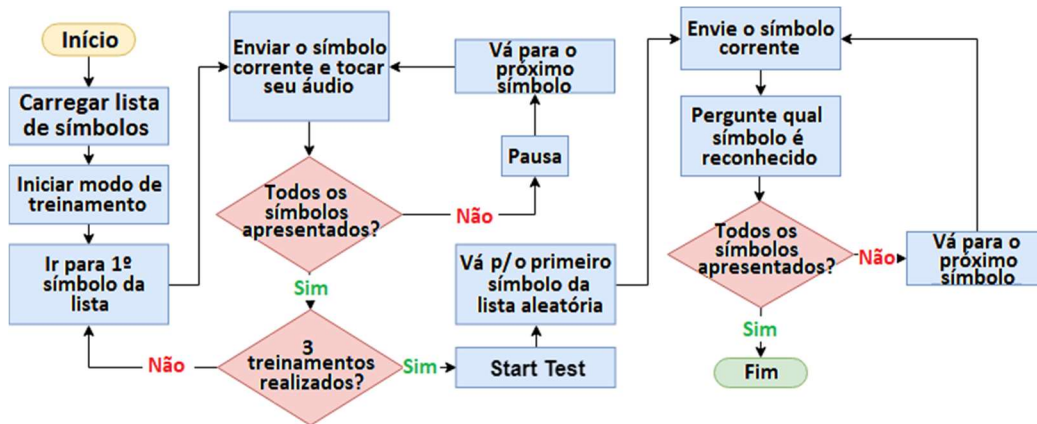 Início
Carregar lista
de símbolos
Iniciar modo de
treinamento
Ir para 1º
símbolo da
lista
Enviar o símbolo
corrente e tocar
seu áudio
Vá para o
próximo
símbolo
Pausa
Todos os
símbolos
apresentados?
Não
Sim
3
treinamentos
realizados?
Não
Sim
Start Test
Vá p/ o primeiro
símbolo da
lista aleatória
Envie o símbolo
corrente
Pergunte qual
símbolo é
reconhecido
Todos os
símbolos
apresentados?
Não
Vá para o
próximo
símbolo
Sim
Fim